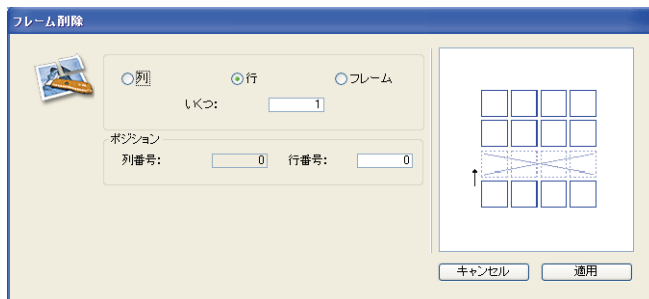 フレーム削除
列 行 フレーム
いくつ: 1
ポジション
列番号: 0 行番号: 0
キャンセル 適用